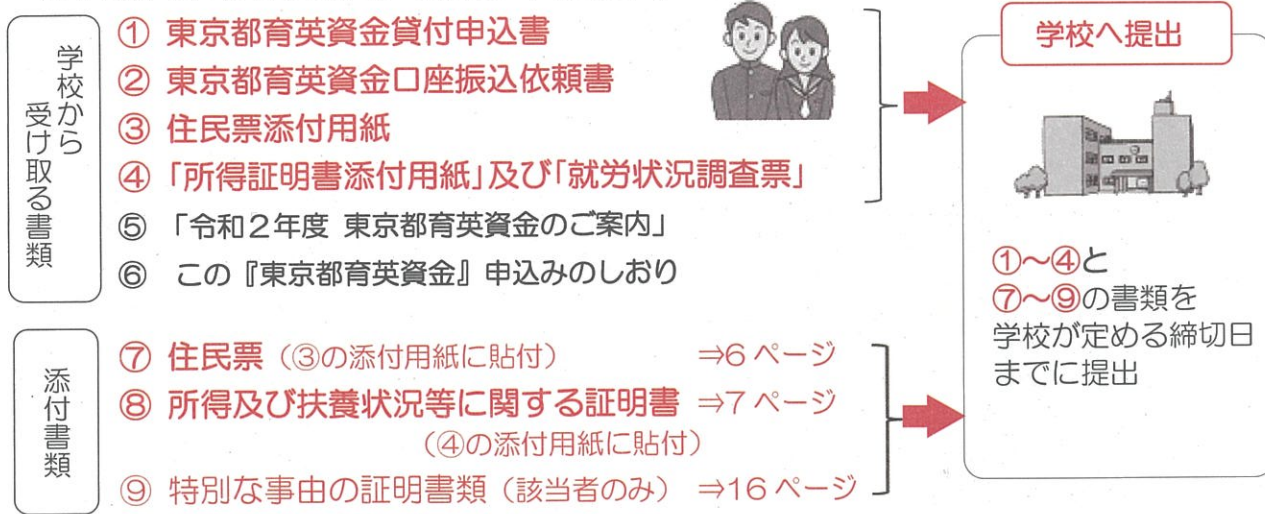 学校から
受け取る書類
① 東京都育英資金貸付申込書
② 東京都育英資金口座振込依頼書
③ 住民票添付用紙
④ 「所得証明書添付用紙」及び「就労状況調査票」
⑤ 「令和２年度 東京都育英資金のご案内」
⑥ この『東京都育英資金』申込みのしおり
添付書類
⑦ 住民票（③の添付用紙に貼付） ⇒6 ページ
⑧ 所得及び扶養状況等に関する証明書 ⇒7 ページ
（④の添付用紙に貼付）
⑨ 特別な事由の証明書類（該当者のみ） ⇒16 ページ
学校へ提出
①～④と
⑦～⑨の書類を
学校が定める締切日
までに提出